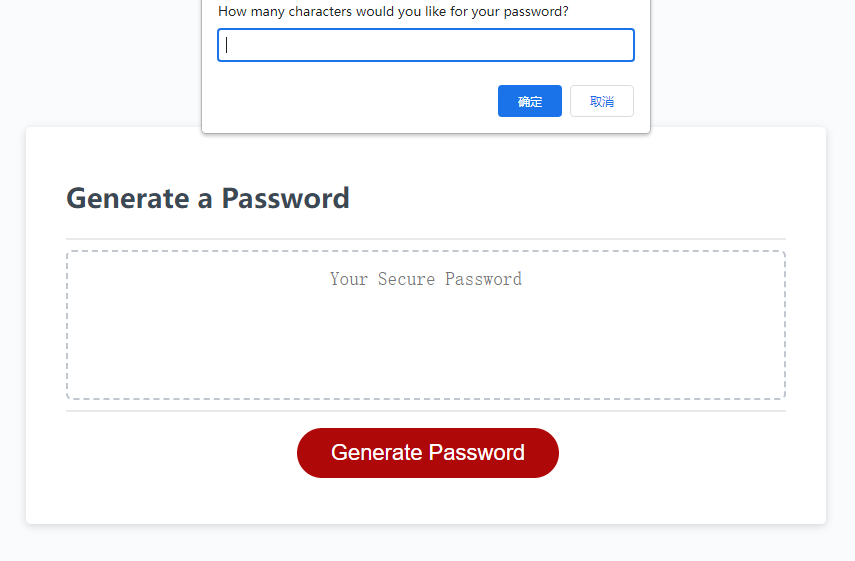 How many characters would you like for your password?
确定 取消
Generate a Password
Your Secure Password
Generate Password